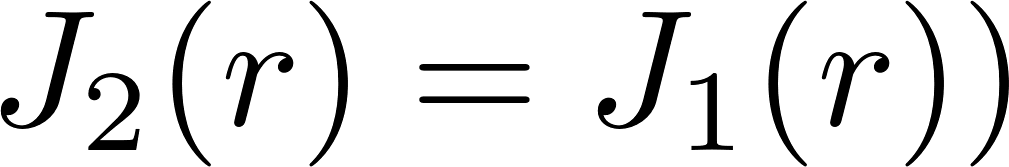 J_2(r) = J_1(r))